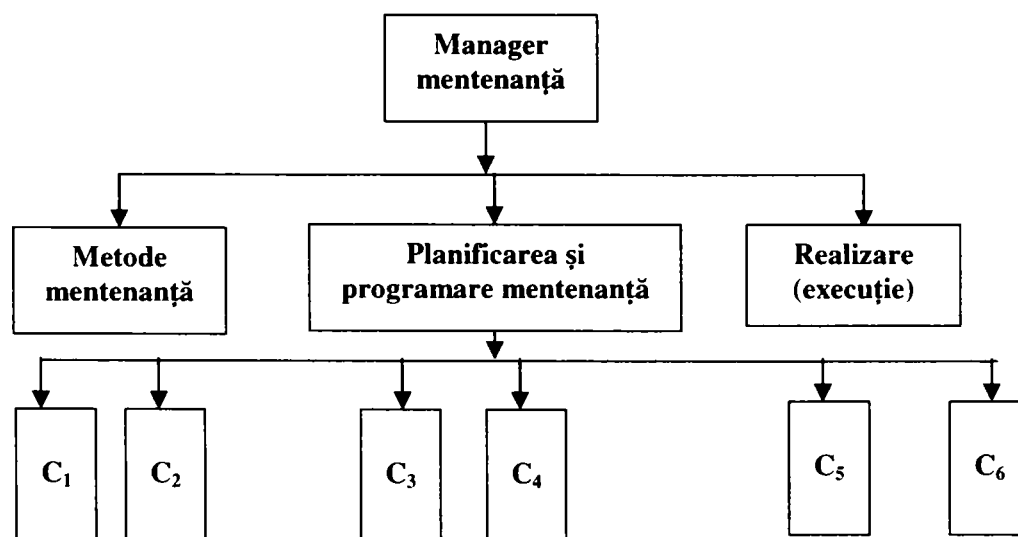 Manager
mentenanță
Metode
mentenanță
Planificarea și
programare mentenanță
Realizare
(execuție)
C₁
C₂
C₃
C₄
C₅
C₆